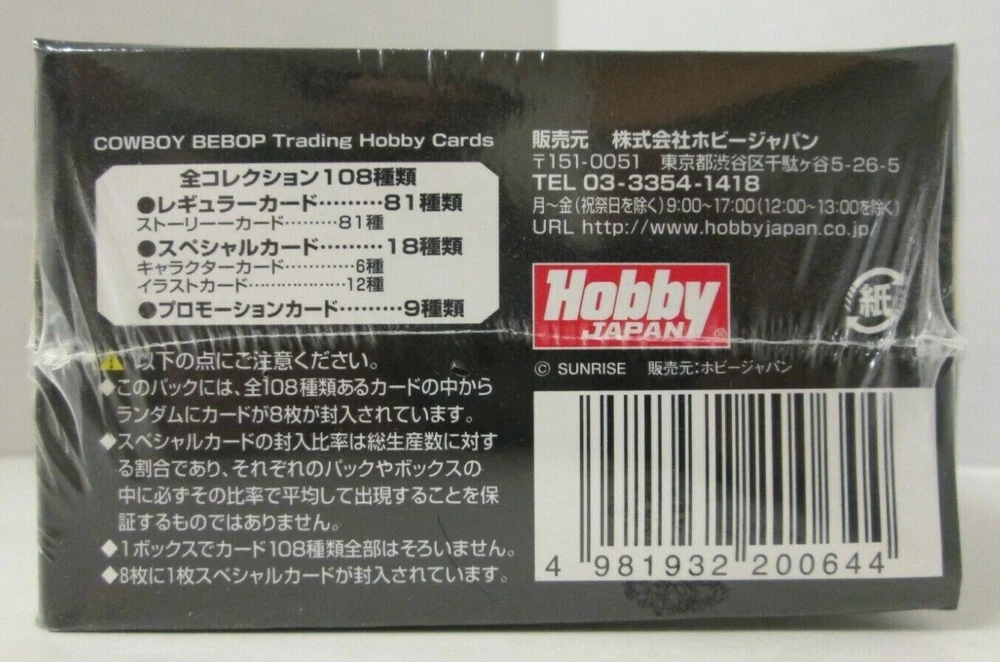 COWBOY BEBOP Trading Hobby Cards
全コレクション108種類
●レギュラーカード………81種類
ストーリーカード…………81種
●スペシャルカード………18種類
キャラクターカード…………6種
イラストカード………………12種
●プロモーションカード………9種類
以下の点にご注意ください。
◆このパックには、全108種類あるカードの中から
ランダムにカードが8枚が封入されています。
◆スペシャルカードの封入比率は総生産数に対す
る割合であり、それぞれのパックやボックスの
中に必ずその比率で平均して出現することを保
証するものではありません。
◆1ボックスでカード108種類全部はそろいません。
◆8枚に1枚スペシャルカードが封入されています。
販売元 株式会社ホビージャパン
〒151-0051 東京都渋谷区千駄ヶ谷5-26-5
TEL 03-3354-1418
月〜金(祝祭日を除く)9:00〜17:00(12:00〜13:00を除く)
URL http://www.hobbyjapan.co.jp/
Hobby
JAPAN®
紙
© SUNRISE 販売元:ホビージャパン
4 981932 200644